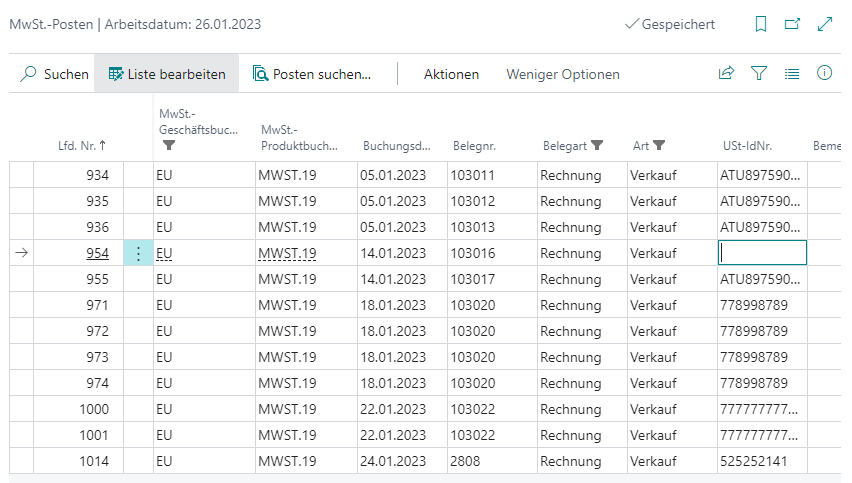 MwSt.-Posten | Arbeitsdatum: 26.01.2023 Gespeichert
Suchen Liste bearbeiten Posten suchen... Aktionen Weniger Optionen
Lfd. Nr.↑ MwSt.-Geschäftsbuc... MwSt.-Produktbuch... Buchungsd... Belegnr. Belegart Art USt-IdNr. Beme
934 EU MWST.19 05.01.2023 103011 Rechnung Verkauf ATU897590...
935 EU MWST.19 05.01.2023 103012 Rechnung Verkauf ATU897590...
936 EU MWST.19 05.01.2023 103013 Rechnung Verkauf ATU897590...
954 EU MWST.19 14.01.2023 103016 Rechnung Verkauf
955 EU MWST.19 14.01.2023 103017 Rechnung Verkauf ATU897590...
971 EU MWST.19 18.01.2023 103020 Rechnung Verkauf 778998789
972 EU MWST.19 18.01.2023 103020 Rechnung Verkauf 778998789
973 EU MWST.19 18.01.2023 103020 Rechnung Verkauf 778998789
974 EU MWST.19 18.01.2023 103020 Rechnung Verkauf 778998789
1000 EU MWST.19 22.01.2023 103022 Rechnung Verkauf 777777777...
1001 EU MWST.19 22.01.2023 103022 Rechnung Verkauf 777777777...
1014 EU MWST.19 24.01.2023 2808 Rechnung Verkauf 525252141